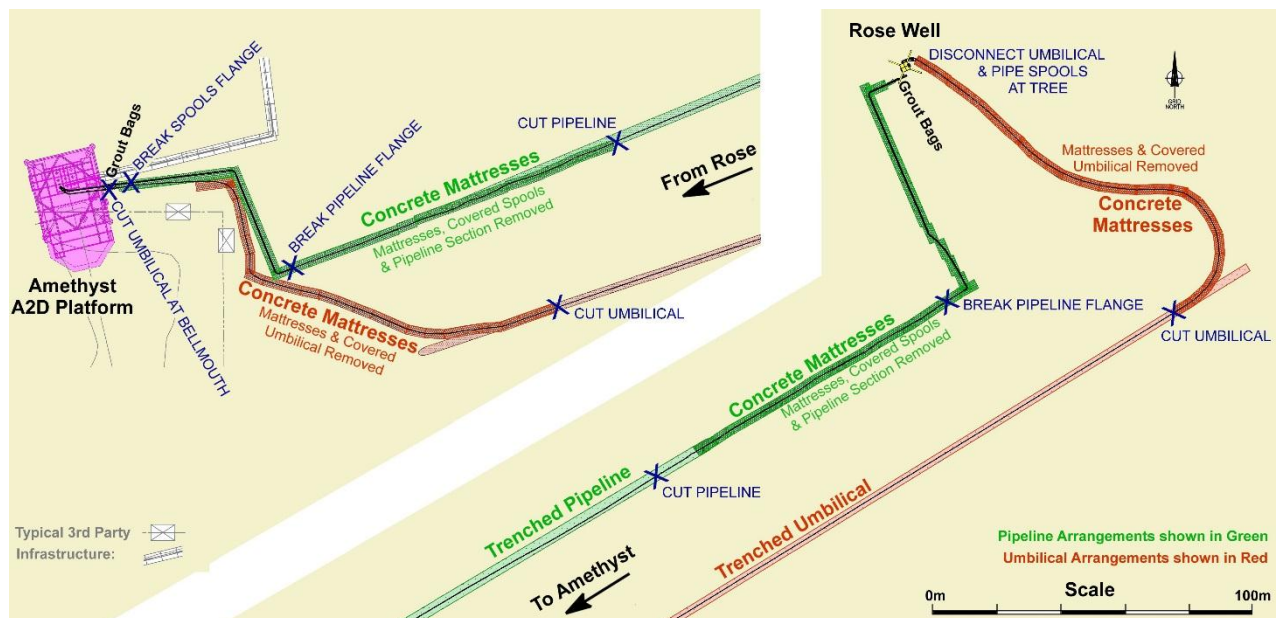 Grout Bags
BREAK SPOOLS FLANGE
CUT UMBILICAL AT BELLMOUTH
Amethyst
A2D Platform
BREAK PIPELINE FLANGE
CUT PIPELINE
Concrete Mattresses
Mattresses, Covered Spools
& Pipeline Section Removed
From Rose
Concrete Mattresses
Mattresses & Covered
Umbilical Removed
CUT UMBILICAL
Typical 3rd Party
Infrastructure:
Rose Well
DISCONNECT UMBILICAL
& PIPE SPOOLS
AT TREE
GRID
NORTH
Grout Bags
Mattresses & Covered
Umbilical Removed
Concrete
Mattresses
BREAK PIPELINE FLANGE
CUT UMBILICAL
Concrete Mattresses
Mattresses, Covered Spools
& Pipeline Section Removed
CUT PIPELINE
Trenched Pipeline
Trenched Umbilical
To Amethyst
Pipeline Arrangements shown in Green
Umbilical Arrangements shown in Red
0m Scale 100m